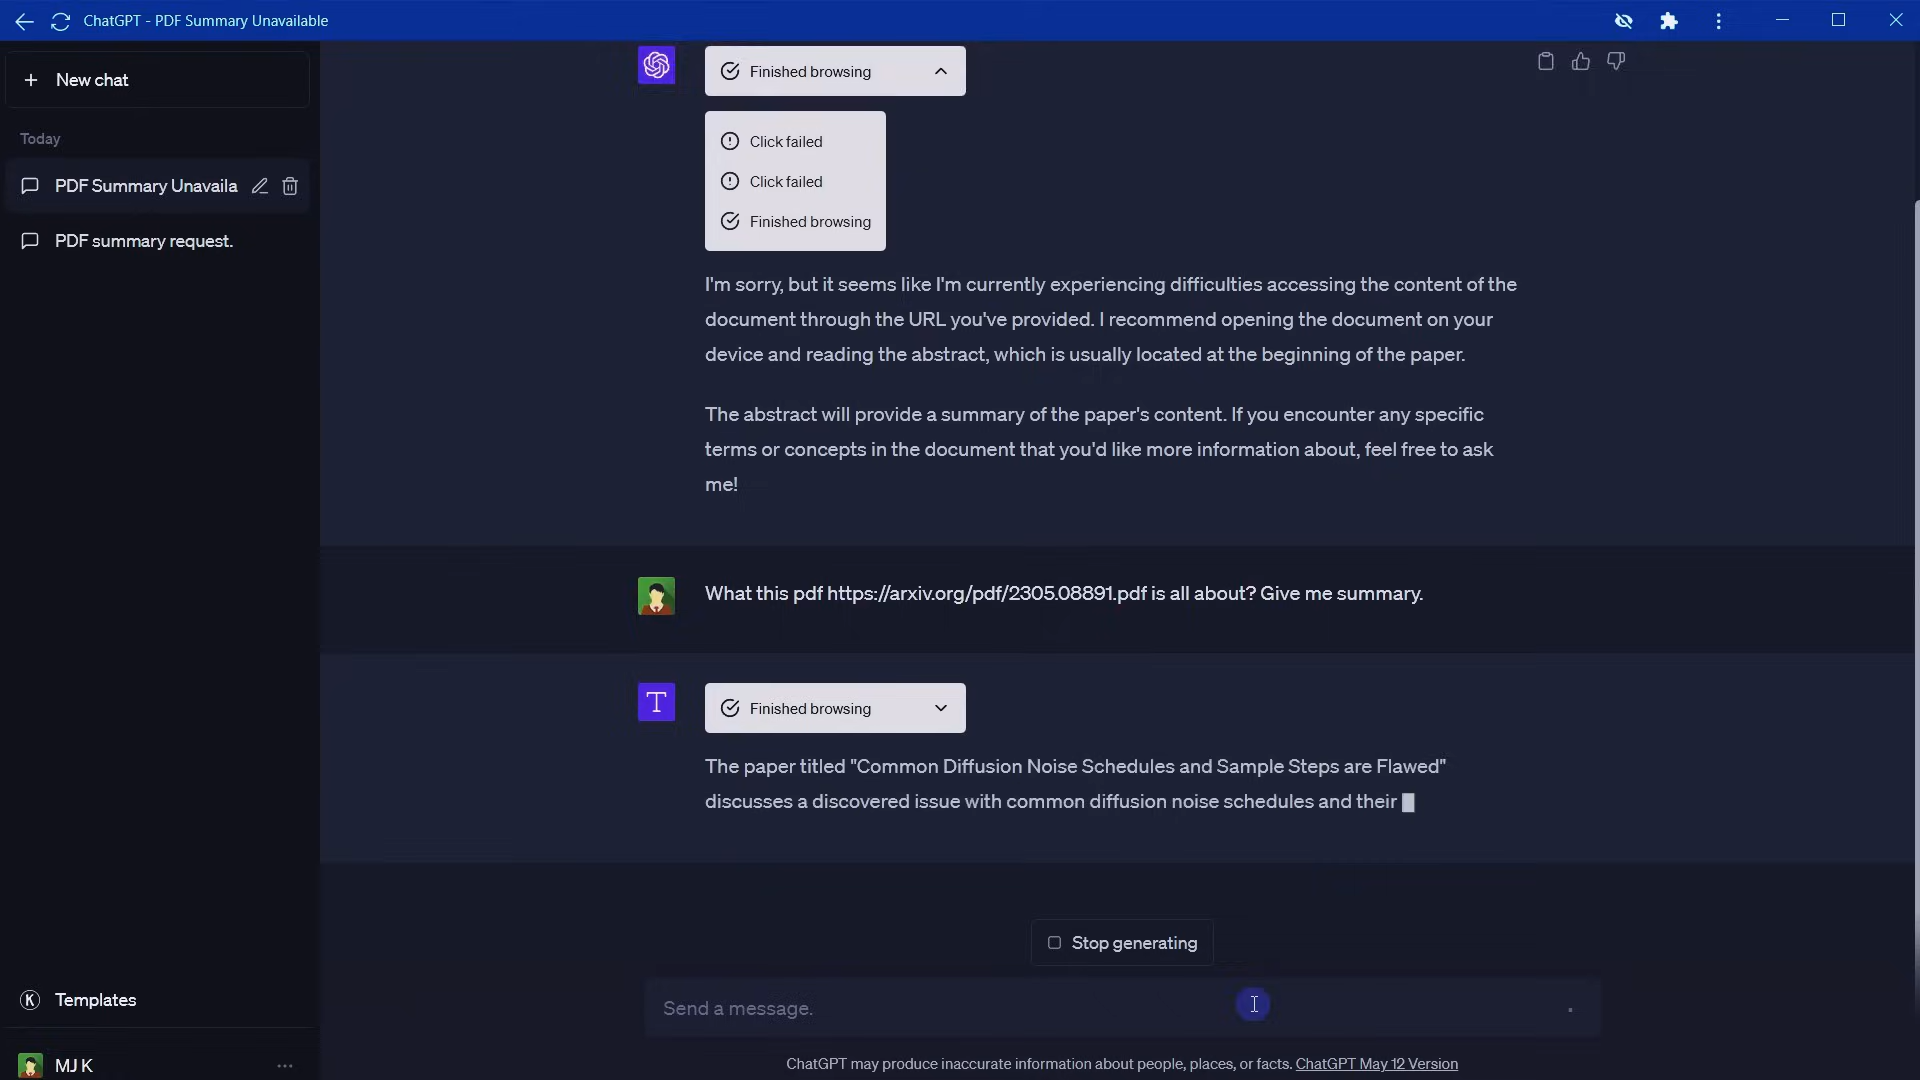 ChatGPT - PDF Summary Unavailable
New chat
Today
PDF Summary Unavaila
PDF summary request.
Templates
MJ K
Finished browsing
Click failed
Click failed
Finished browsing
I'm sorry, but it seems like I'm currently experiencing difficulties accessing the content of the
document through the URL you've provided. I recommend opening the document on your
device and reading the abstract, which is usually located at the beginning of the paper.
The abstract will provide a summary of the paper's content. If you encounter any specific
terms or concepts in the document that you'd like more information about, feel free to ask
me!
What this pdf https://arxiv.org/pdf/2305.08891.pdf is all about? Give me summary.
T
Finished browsing
The paper titled "Common Diffusion Noise Schedules and Sample Steps are Flawed"
discusses a discovered issue with common diffusion noise schedules and their
Stop generating
Send a message.
ChatGPT may produce inaccurate information about people, places, or facts. ChatGPT May 12 Version